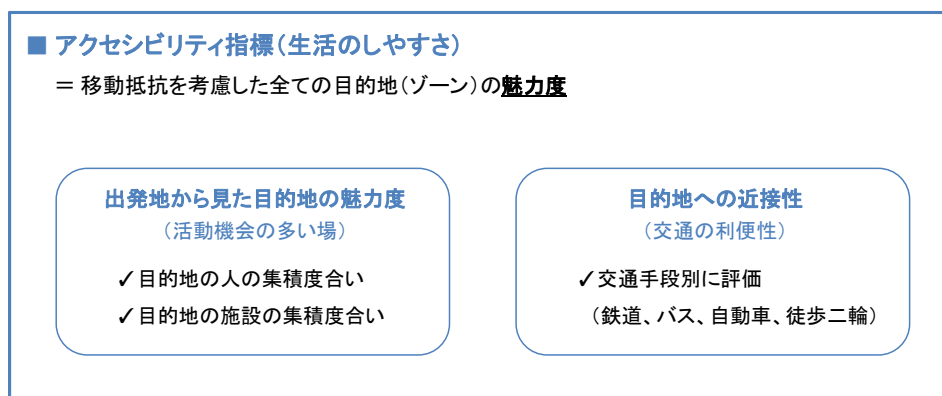 ■ アクセシビリティ指標(生活のしやすさ)
= 移動抵抗を考慮した全ての目的地(ゾーン)の魅力度
出発地から見た目的地の魅力度
(活動機会の多い場)
✓目的地の人の集積度合い
✓目的地の施設の集積度合い
目的地への近接性
(交通の利便性)
✓交通手段別に評価
(鉄道、バス、自動車、徒歩二輪)